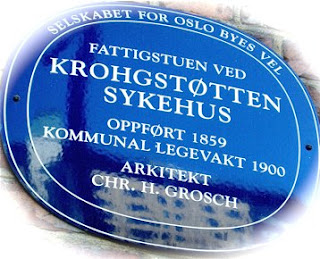 SELSKABET FOR OSLO BYES VEL
FATTIGSTUEN VED
KROHGSTØTTEN
SYKEHUS
OPPFØRT 1859
KOMMUNAL LEGEVAKT 1900
ARKITEKT
CHR. H. GROSCH